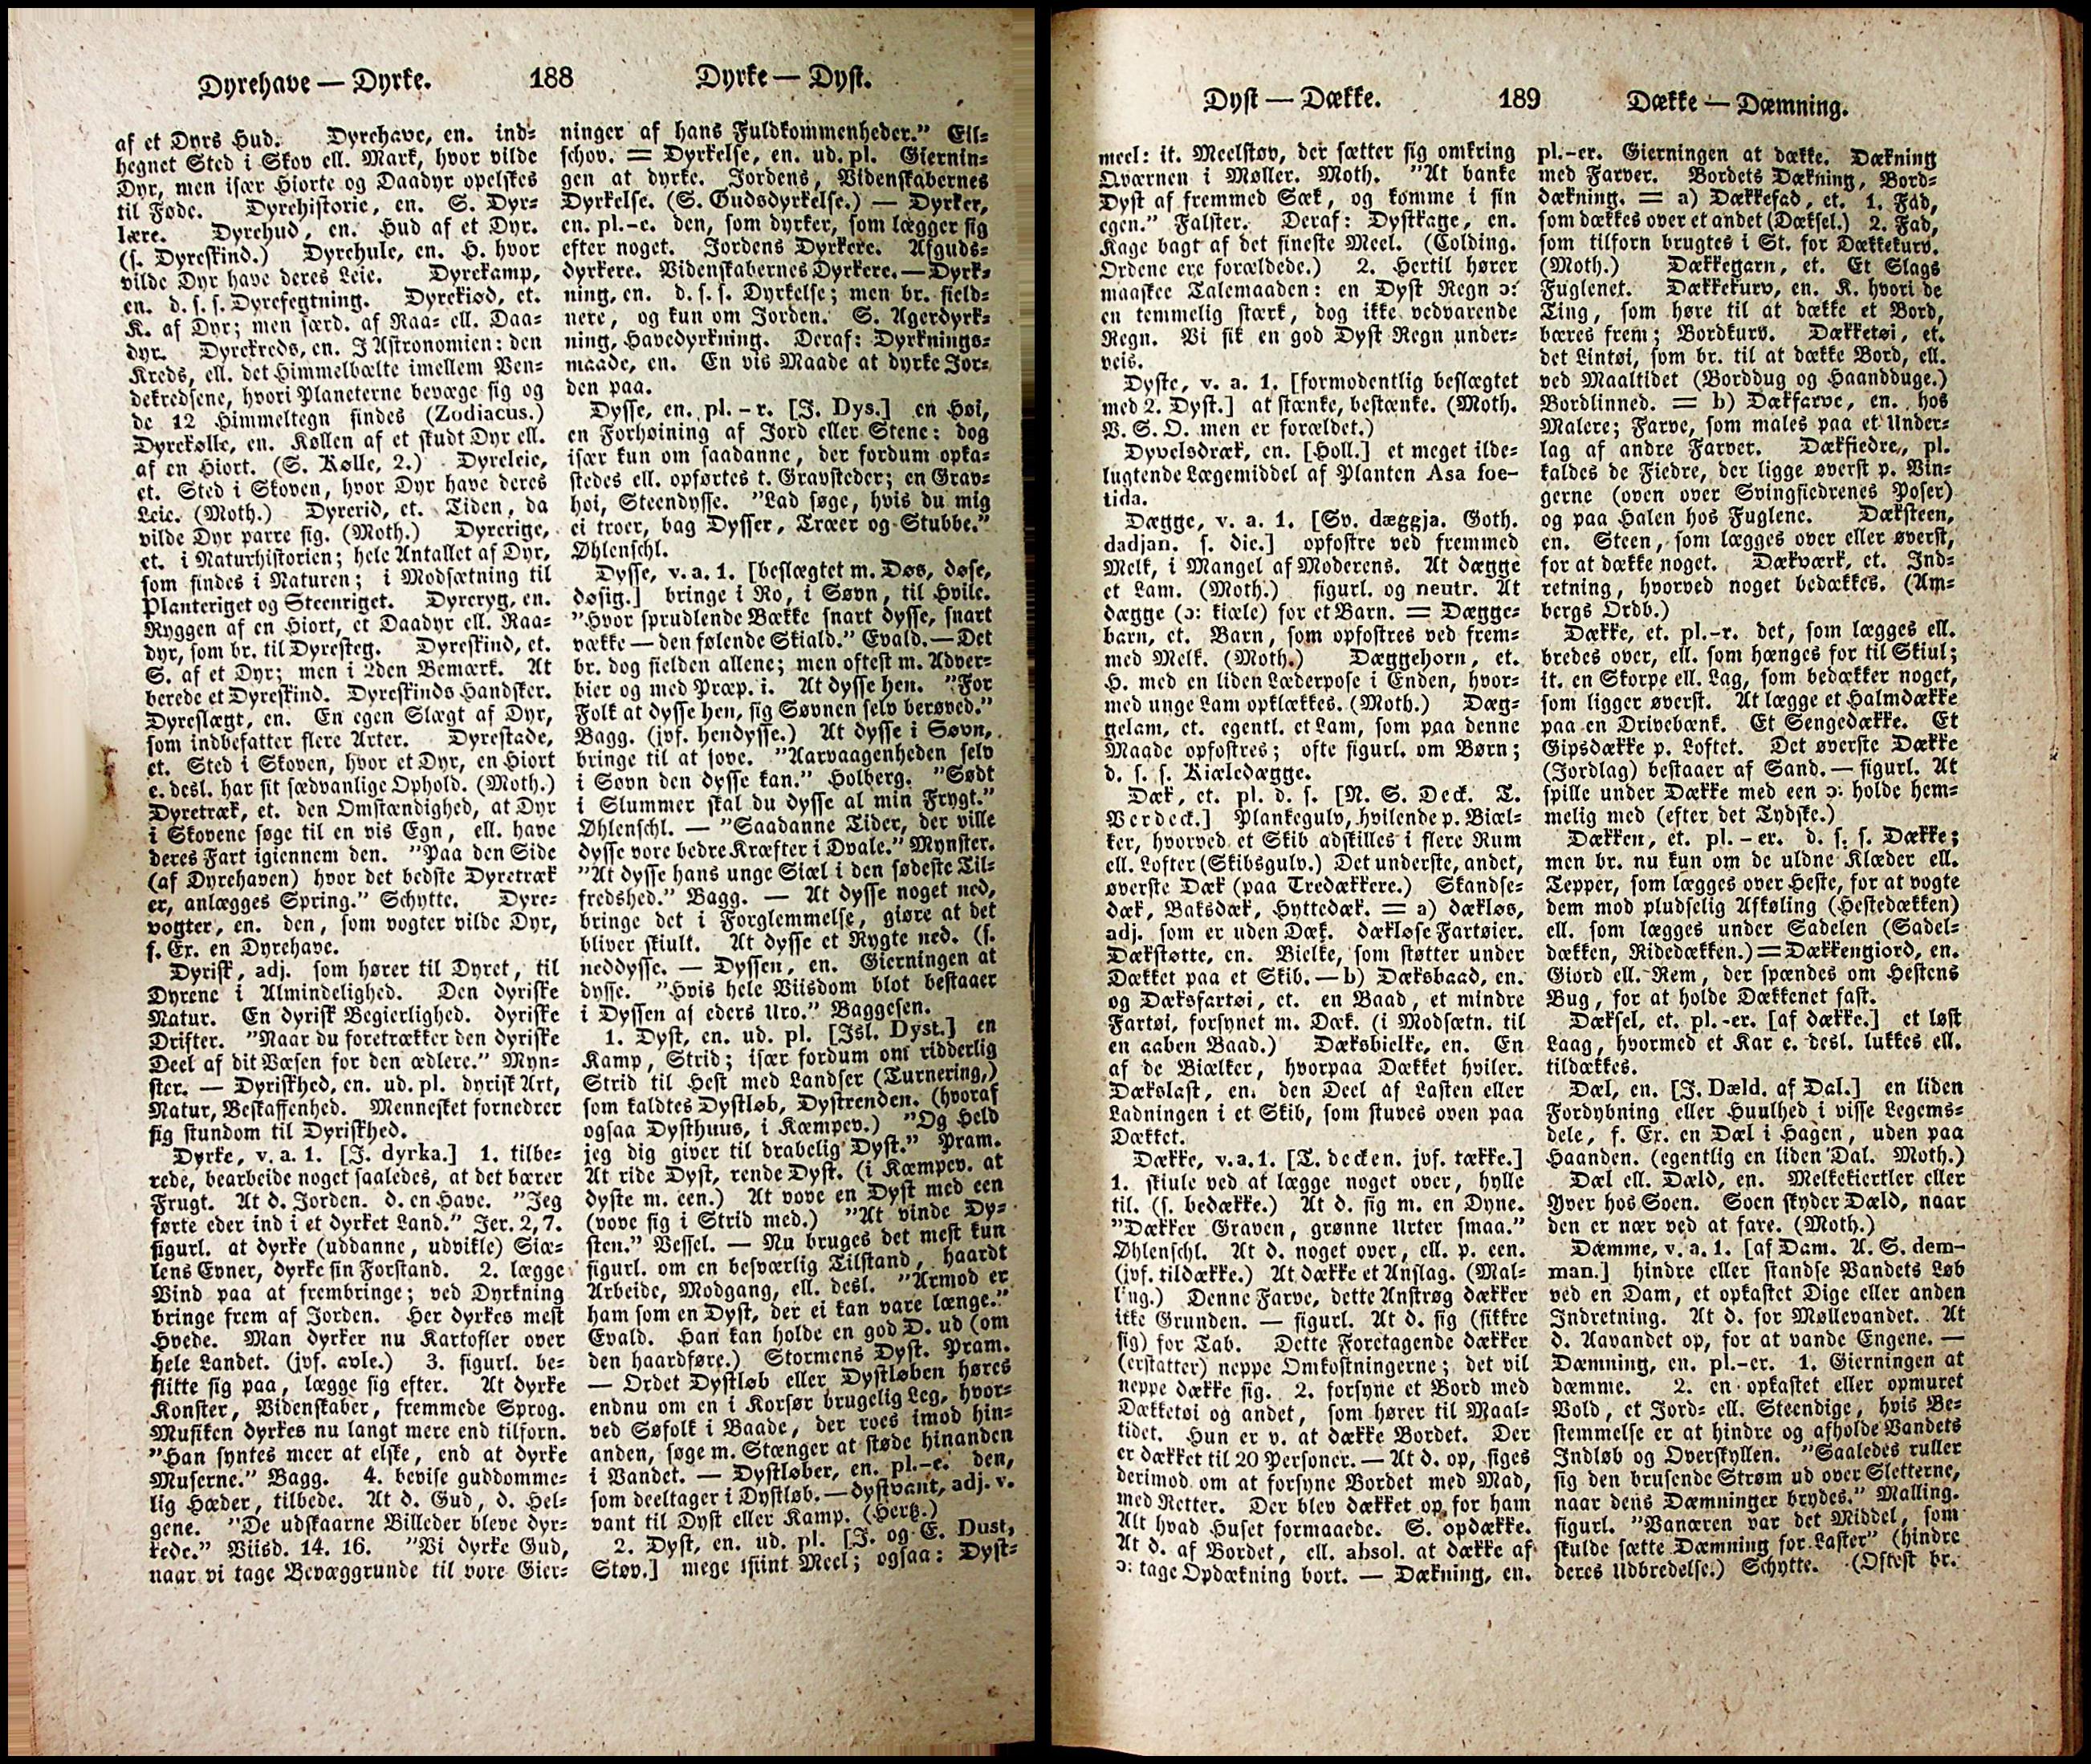 Dyrehave — Dyrke. 188 Dyrke — Dyst.
af et Dyrs Hud. Dyrehave, en. ind-
hegnet Sted i Skov ell. Mark, hvor vilde
Dyr, men især Hiorte og Daadyr opelskes
til Føde. Dyrehistorie, en. S. Dyr-
lære. Dyrehud, en. Hud af et Dyr.
(s. Dyreskind.) Dyrehule, en. H. hvor
vilde Dyr have deres Leie. Dyrekamp,
en. d. s. s. Dyrefegtning. Dyrekiød, et.
K. af Dyr; men særd. af Raa- ell. Daa-
dyr. Dyrekreds, en. I Astronomien: den
Kreds, ell. det Himmelbælte imellem Ven-
dekredsene, hvori Planeterne bevæge sig og
de 12 Himmeltegn findes (Zodiacus.)
Dyrekølle, en. Køllen af et skudt Dyr ell.
af en Hiort. (S. Kølle, 2.) Dyreleie,
et. Sted i Skoven, hvor Dyr have deres
Leie. (Moth.) Dyrerid, et. Tiden, da
vilde Dyr parre sig. (Moth.) Dyrerige,
et. i Naturhistorien; hele Antallet af Dyr,
som findes i Naturen; i Modsætning til
Planteriget og Steenriget. Dyreryg, en.
Ryggen af en Hiort, et Daadyr ell. Raa-
dyr, som br. til Dyresteg. Dyreskind, et.
S. af et Dyr; men i 2den Bemærk. At
berede et Dyreskind. Dyreskinds Handsker.
Dyreslægt, en. En egen Slægt af Dyr,
som indbefatter flere Arter. Dyrestade,
et. Sted i Skoven, hvor et Dyr, en Hiort
e. desl. har sit sædvanlige Ophold. (Moth.)
Dyretræk, et. den Omstændighed, at Dyr
i Skovene søge til en vis Egn, ell. have
deres Fart igiennem den. "Paa den Side
(af Dyrehaven) hvor det bedste Dyretræk
er, anlægges Spring." Schytte. Dyre-
vogter, en. den, som vogter vilde Dyr,
f. Ex. en Dyrehave.
Dyrisk, adj. som hører til Dyret, til
Dyrene i Almindelighed. Den dyriske
Natur. En dyrisk Begierlighed. dyriske
Drifter. "Naar du foretrækker den dyriske
Deel af dit Væsen for den ædlere." Myn-
ster. — Dyriskhed, en. ud. pl. dyrisk Art,
Natur, Beskaffenhed. Mennesket fornedrer
sig stundom til Dyriskhed.
Dyrke, v. a. 1. [J. dyrka.] 1. tilbe-
rede, bearbeide noget saaledes, at det bærer
Frugt. At d. Jorden. d. en Have. "Jeg
førte eder ind i et dyrket Land." Jer. 2, 7.
figurl. at dyrke (uddanne, udvikle) Siæ-
lens Evner, dyrke sin Forstand. 2. lægge
Vind paa at frembringe; ved Dyrkning
bringe frem af Jorden. Her dyrkes mest
Hvede. Man dyrker nu Kartofler over
hele Landet. (jvf. avle.) 3. figurl. be-
flitte sig paa, lægge sig efter. At dyrke
Konster, Videnskaber, fremmede Sprog.
Musiken dyrkes nu langt mere end tilforn.
"Han syntes meer at elske, end at dyrke
Muserne." Bagg. 4. bevise guddomme-
lig Hæder, tilbede. At d. Gud, d. Hel-
gene. "De udskaarne Billeder bleve dyr-
kede." Viisd. 14. 16. "Vi dyrke Gud,
naar vi tage Bevæggrunde til vore Gier-
ninger af hans Fuldkommenheder." Eil-
schov. = Dyrkelse, en. ud. pl. Giernin-
gen at dyrke. Jordens, Videnskabernes
Dyrkelse. (S. Gudsdyrkelse.) — Dyrker,
en. pl.-e. den, som dyrker, som lægger sig
efter noget. Jordens Dyrkere. Afguds-
dyrkere. Videnskabernes Dyrkere. — Dyrk-
ning, en. d. s. s. Dyrkelse; men br. sield-
nere, og kun om Jorden. S. Agerdyrk-
ning, Havedyrkning. Deraf: Dyrknings-
maade, en. En vis Maade at dyrke Jor-
den paa.
Dysse, en. pl. - r. [J. Dys.] en Høi,
en Forhøining af Jord eller Stene: dog
især kun om saadanne, der fordum opka-
stedes ell. opførtes t. Gravsteder; en Grav-
hoi, Steendysse. "Lad søge, hvis du mig
ei troer, bag Dysser, Træer og Stubbe."
Øhlenschl.
Dysse, v. a. 1. [beslægtet m. Døs, døse,
døsig.] bringe i Ro, i Søvn, til Hvile.
"Hvor sprudlende Bække snart dysse, snart
vække — den følende Skiald." Evald. — Det
br. dog sielden allene; men oftest m. Adver-
bier og med Præp. i. At dysse hen. "For
Folk at dysse hen, sig Søvnen selv berøved."
Bagg. (jvf. hendysse.) At dysse i Søvn,
bringe til at sove. "Aarvaagenheden selv
i Søvn den dysse kan." Holberg. "Sødt
i Slummer skal du dysse al min Frygt."
Øhlenschl. — "Saadanne Tider, der ville
dysse vore bedre Kræfter i Dvale." Mynster.
"At dysse hans unge Siæl i den sødeste Til-
fredshed." Bagg. — At dysse noget ned,
bringe det i Forglemmelse, giøre at det
bliver skiult. At dysse et Rygte ned. (s.
neddysse. — Dyssen, en. Gierningen at
dysse. "Hvis hele Viisdom blot bestaaer
i Dyssen af eders Uro." Baggesen.
1. Dyst, en. ud. pl. [Isl. Dyst.] en
Kamp, Strid; især fordum om ridderlig
Strid til Hest med Landser (Turnering,)
som kaldtes Dystløb, Dystrenden. (hvoraf
ogsaa Dysthuus, i Kæmpev.) "Og Held
jeg dig giver til drabelig Dyst." Pram.
At ride Dyst, rende Dyst. (i Kæmpev. at
dyste m. een.) At vove en Dyst med een
(vove sig i Strid med.) "At vinde Dy-
sten." Vessel. — Nu bruges det mest kun
figurl. om en besværlig Tilstand, haardt
Arbeide, Modgang, ell. desl. "Armod er
ham som en Dyst, der ei kan vare længe."
Evald. Han kan holde en god D. ud (om
den haardføre.) Stormens Dyst. Pram.
— Ordet Dystløb eller Dystløben høres
endnu om en i Korsør brugelig Leg, hvor-
ved Søfolk i Baade, der roes imod hin-
anden, søge m. Stænger at støde hinanden
i Vandet. — Dystløber, en. pl.-e. den,
som deeltager i Dystløb. — dystvant, adj. v.
vant til Dyst eller Kamp. (Hertz.)
2. Dyst, en. ud. pl. [J. og E. Dust,
Støv.] mege tfiint Meel; ogsaa: Dyst-
Dyst — Dække. 189 Dække — Dæmning.
meel: it. Meelstøv, der sætter sig omkring
Qværnen i Møller. Moth. "At banke
Dyst af fremmed Sæk, og komme i sin
egen." Falster. Deraf: Dystkage, en.
Kage bagt af det fineste Meel. (Colding.
Ordene ere forældede.) 2. Hertil hører
maaskee Talemaaden: en Dyst Regn ɔ:
en temmelig stærk, dog ikke vedvarende
Regn. Vi fik en god Dyst Regn under-
veis.
Dyste, v. a. 1. [formodentlig beslægtet
med 2. Dyst.] at stænke, bestænke. (Moth.
V. S. O. men er forældet.)
Dyvelsdræk, en. [Holl.] et meget ilde-
lugtende Lægemiddel af Planten Asa foe-
tida.
Dægge, v. a. 1. [Sv. dæggja. Goth.
dadjan. s. die.] opfostre ved fremmed
Melk, i Mangel af Moderens. At dægge
et Lam. (Moth.) figurl. og neutr. At
dægge (ɔ: kiæle) for et Barn. = Dægge-
barn, et. Barn, som opfostres ved frem-
med Melk. (Moth.) Dæggehorn, et.
H. med en liden Læderpose i Enden, hvor-
med unge Lam opklækkes. (Moth.) Dæg-
gelam, et. egentl. et Lam, som paa denne
Maade opfostres; ofte figurl. om Børn;
d. s. s. Kiæledægge.
Dæk, et. pl. d. s. [N. S. Deck. T.
Verdeck.] Plankegulv, hvilende p. Biæl-
ker, hvorved et Skib adskilles i flere Rum
ell. Lofter (Skibsgulv.) Det underste, andet,
øverste Dæk (paa Tredækkere.) Skandse-
dæk, Baksdæk, Hyttedæk. = a) dækløs,
adj. som er uden Dæk. dækløse Fartøier.
Dækstøtte, en. Bielke, som støtter under
Dækket paa et Skib. — b) Dæksbaad, en.
og Dæksfartøi, et. en Baad, et mindre
Fartøi, forsynet m. Dæk. (i Modsætn. til
en aaben Baad.) Dæksbielke, en. En
af de Biælker, hvorpaa Dækket hviler.
Dækslast, en. den Deel af Lasten eller
Ladningen i et Skib, som stuves oven paa
Dækket.
Dække, v. a. 1. [T. decken. jvf. tække.]
1. skiule ved at lægge noget over, hylle
til. (s. bedække.) At d. sig m. en Dyne.
"Dækker Graven, grønne Urter smaa."
Øhlenschl. At d. noget over, ell. p. een.
(jvf. tildække.) At dække et Anslag. (Mal-
l'ng.) Denne Farve, dette Anstrøg dækker
ikke Grunden. — figurl. At d. sig (sikkre
sig) for Tab. Dette Foretagende dækker
(erstatter) neppe Omkostningerne; det vil
neppe dække sig. 2. forsyne et Bord med
Dækketøi og andet, som hører til Maal-
tidet. Hun er v. at dække Bordet. Der
er dækket til 20 Personer. — At d. op, siges
derimod om at forsyne Bordet med Mad,
med Retter. Der blev dækket op for ham
Alt hvad Huset formaaede. S. opdække.
At d. af Bordet, ell. absol. at dække af
ɔ: tage Opdækning bort. — Dækning, en.
pl.-er. Gierningen at dække. Dækning
med Farver. Bordets Dækning, Bord-
dækning. = a) Dækkefad, et. 1. Fad,
som dækkes over et andet (Dæksel.) 2. Fad,
som tilforn brugtes i St. for Dækkekurv.
(Moth.) Dækkegarn, et. Et Slags
Fuglenet. Dækkekurv, en. K. hvori de
Ting, som høre til at dække et Bord,
bæres frem; Bordkurv. Dækketøi, et.
det Lintøi, som br. til at dække Bord, ell.
ved Maaltidet (Borddug og Haandduge.)
Bordlinned. = b) Dækfarve, en. hos
Malere; Farve, som males paa et Under-
lag af andre Farver. Dækfiedre, pl.
kaldes de Fiedre, der ligge øverst p. Vin-
gerne (oven over Svingfiedrenes Poser)
og paa Halen hos Fuglene. Dæksteen,
en. Steen, som lægges over eller øverst,
for at dække noget. Dækværk, et. Ind-
retning, hvorved noget bedækkes. (Am-
bergs Ordb.)
Dække, et. pl.-r. det, som lægges ell.
bredes over, ell. som hænges for til Skiul;
it. en Skorpe ell. Lag, som bedækker noget,
som ligger øverst. At lægge et Halmdække
paa en Drivebænk. Et Sengedække. Et
Gipsdække p. Loftet. Det øverste Dække
(Jordlag) bestaaer af Sand. — figurl. At
spille under Dække med een ɔ: holde hem-
melig med (efter det Tydske.)
Dækken, et. pl. - er. d. s. s. Dække;
men br. nu kun om de uldne Klæder ell.
Tepper, som lægges over Heste, for at vogte
dem mod pludselig Afkøling (Hestedækken)
ell. som lægges under Sadelen (Sadel-
dækken, Ridedækken.) = Dækkengiord, en.
Giord ell. Rem, der spændes om Hestens
Bug, for at holde Dækkenet fast.
Dæksel, et. pl.-er. [af dække.] et løst
Laag, hvormed et Kar e. desl. lukkes ell.
tildækkes.
Dæl, en. [J. Dæld. af Dal.] en liden
Fordybning eller Huulhed i visse Legems-
dele, f. Ex. en Dæl i Hagen, uden paa
Haanden. (egentlig en liden Dal. Moth.)
Dæl ell. Dæld, en. Melkekiertler eller
Yver hos Soen. Soen skyder Dæld, naar
den er nær ved at fare. (Moth.)
Dæmme, v. a. 1. [af Dam. A. S. dem-
man.] hindre eller standse Vandets Løb
ved en Dam, et opkastet Dige eller anden
Indretning. At d. for Møllevandet. At
d. Aavandet op, for at vande Engene. —
Dæmning, en. pl.-er. 1. Gierningen at
dæmme. 2. en opkastet eller opmuret
Vold, et Jord- ell. Steendige, hvis Be-
stemmelse er at hindre og afholde Vandets
Indløb og Overskyllen. "Saaledes ruller
sig den brusende Strøm ud over Sletterne,
naar dens Dæmninger brydes." Malling.
figurl. "Vanæren var det Middel, som
skulde sætte Dæmning for Laster" (hindre
deres Udbredelse.) Schytte. (Oftest br.